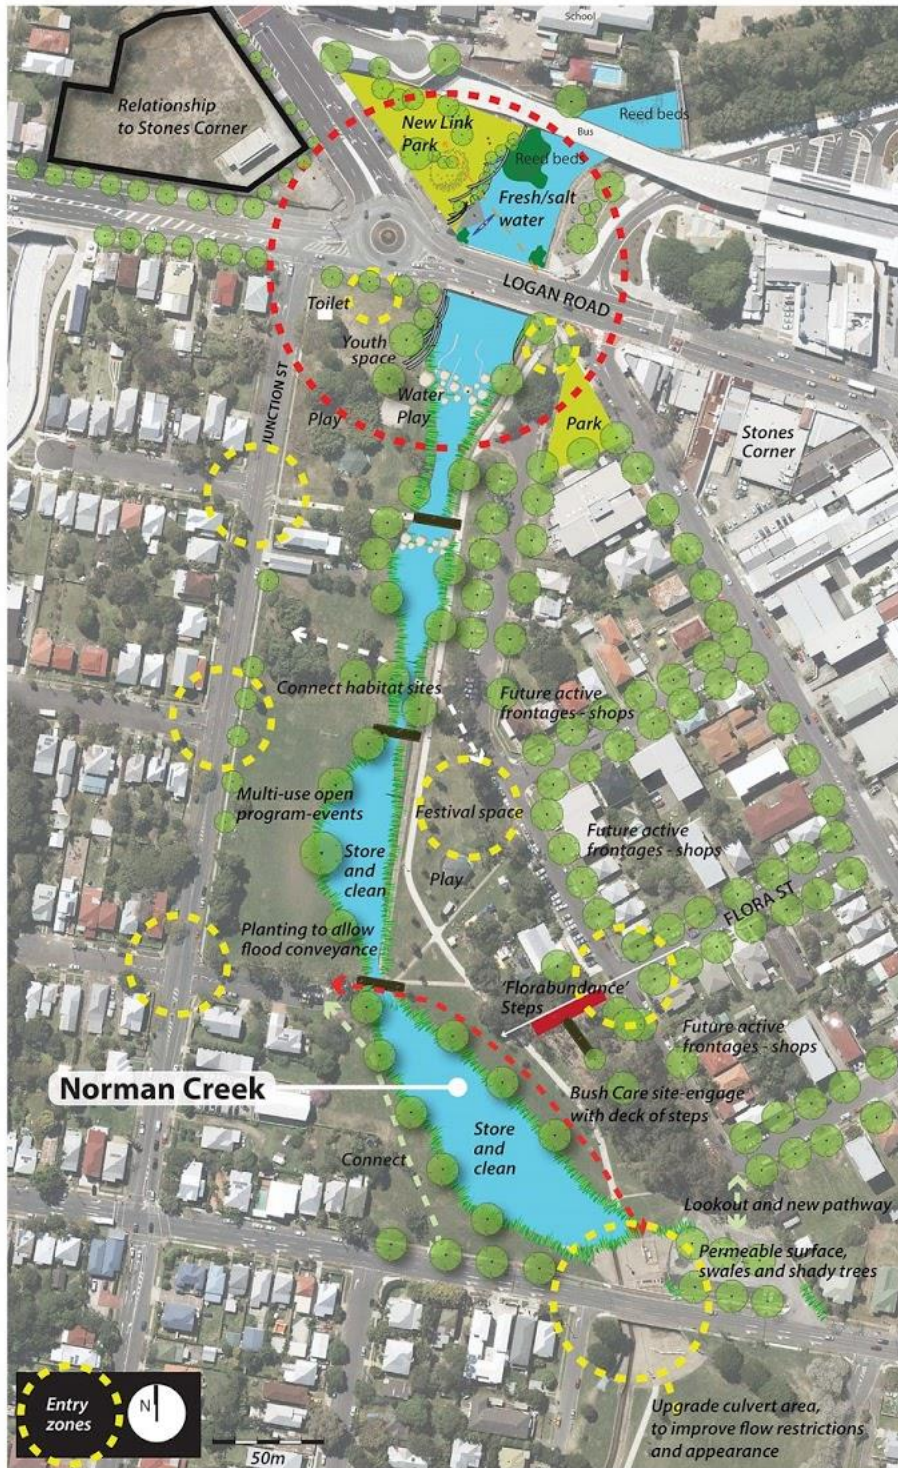 School
Relationship
to Stones Corner
New Link
Park
Reed beds
Bus
Reed beds
Fresh/salt
water
LOGAN ROAD
Toilet
Youth
space
JUNCTION ST
Water
Play
Play
Park
Stones
Corner
Connect habitat sites
Future active
frontages - shops
Multi-use open
program-events
Festival space
Store
and
clean
Play
Future active
frontages - shops
FLORA ST
Planting to allow
flood conveyance
'Florabundance'
Steps
Future active
frontages - shops
Norman Creek
Bush Care site-engage
with deck of steps
Store
and
clean
Connect
Lookout and new pathway
Permeable surface,
swales and shady trees
Entry
zones
N
50m
Upgrade culvert area,
to improve flow restrictions
and appearance